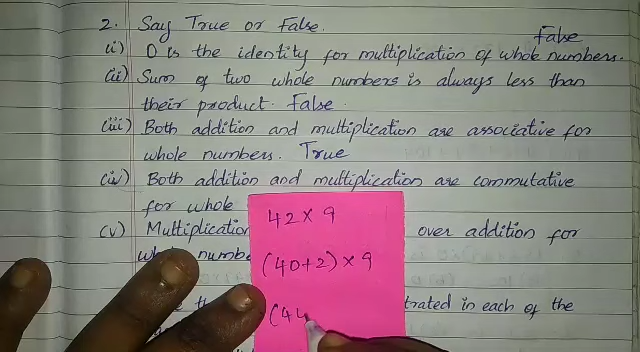 2. Say True or False.
False
(i) 0 is the identity for multiplication of whole numbers.
(ii) Sum of two whole numbers is always less than
their product. False.
(iii) Both addition and multiplication are associative for
whole numbers. True
(iv) Both addition and multiplication are commutative
for whole
42 × 9
(v) Multiplication over addition for
(40+2) × 9
trated in each of the
(44